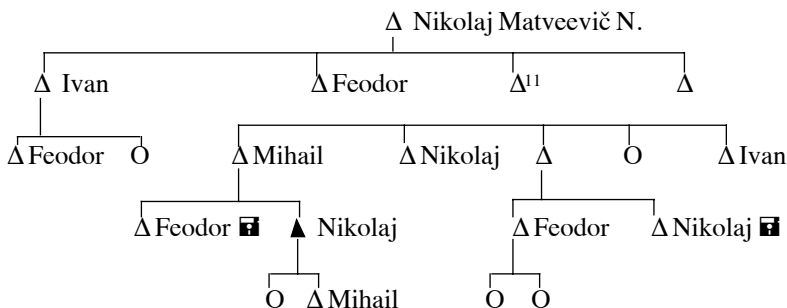 Δ Nikolaj Matveevič N.
Δ Ivan Δ Feodor Δ¹¹ Δ
Δ Feodor O Δ Mihail Δ Nikolaj Δ O Δ Ivan
Δ Feodor ▲ Nikolaj Δ Feodor Δ Nikolaj
O Δ Mihail O O